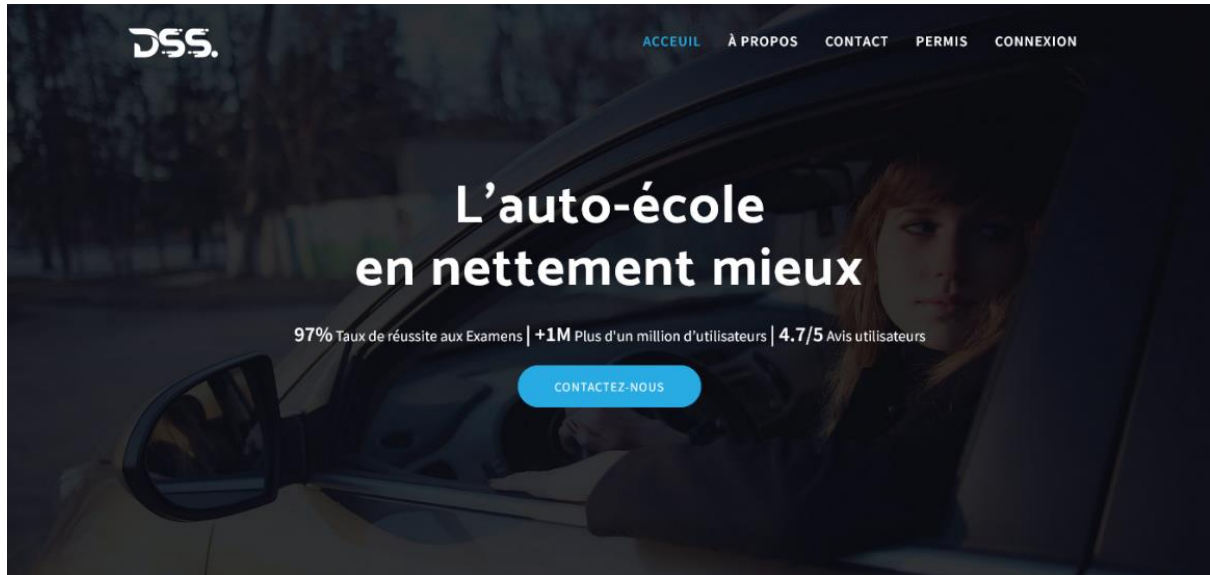 DSS.
ACCEUIL À PROPOS CONTACT PERMIS CONNEXION
L'auto-école
en nettement mieux
97% Taux de réussite aux Examens | +1M Plus d'un million d'utilisateurs | 4.7/5 Avis utilisateurs
CONTACTEZ-NOUS